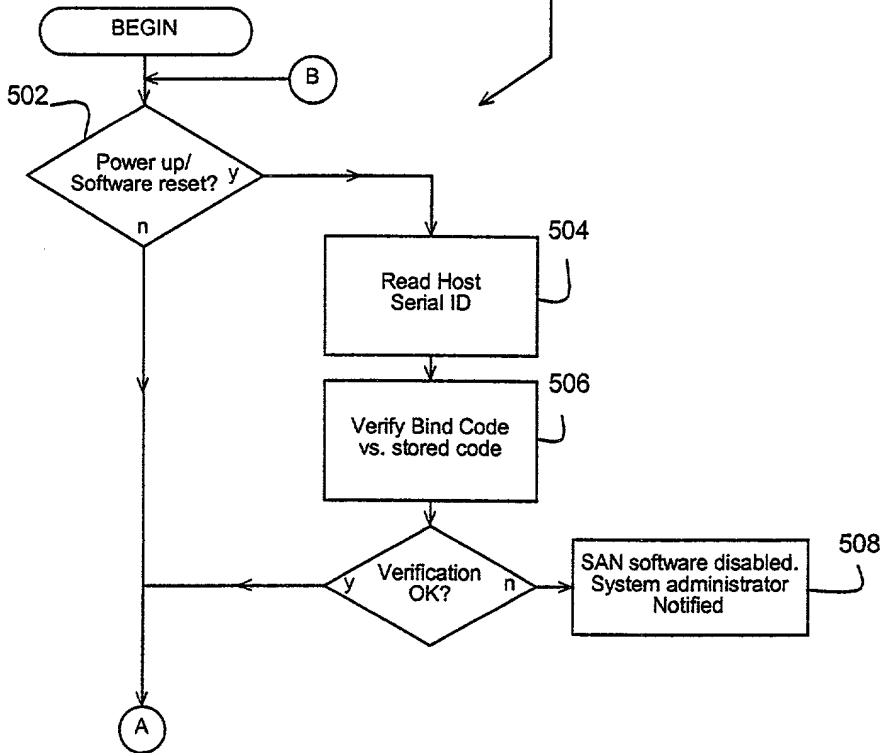 BEGIN
B
502
Power up/
Software reset?
y
n
504
Read Host
Serial ID
506
Verify Bind Code
vs. stored code
Verification
OK?
y
n
508
SAN software disabled.
System administrator
Notified
A